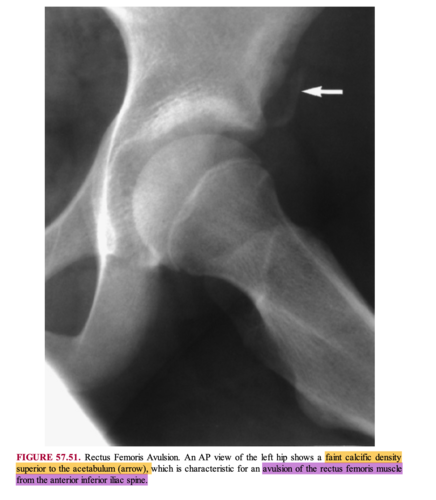 FIGURE 57.51. Rectus Femoris Avulsion. An AP view of the left hip shows a faint calcific density
superior to the acetabulum (arrow), which is characteristic for an avulsion of the rectus femoris muscle
from the anterior inferior iliac spine.